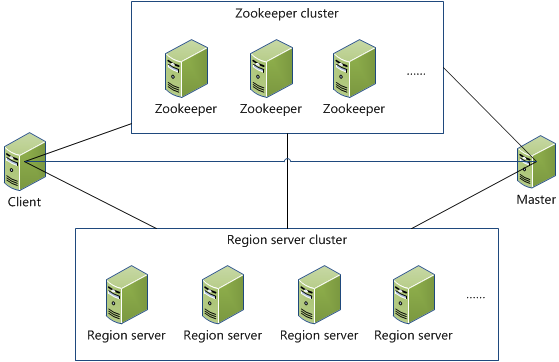 Zookeeper cluster
Zookeeper Zookeeper Zookeeper ......
Client
Master
Region server cluster
Region server Region server Region server Region server ......